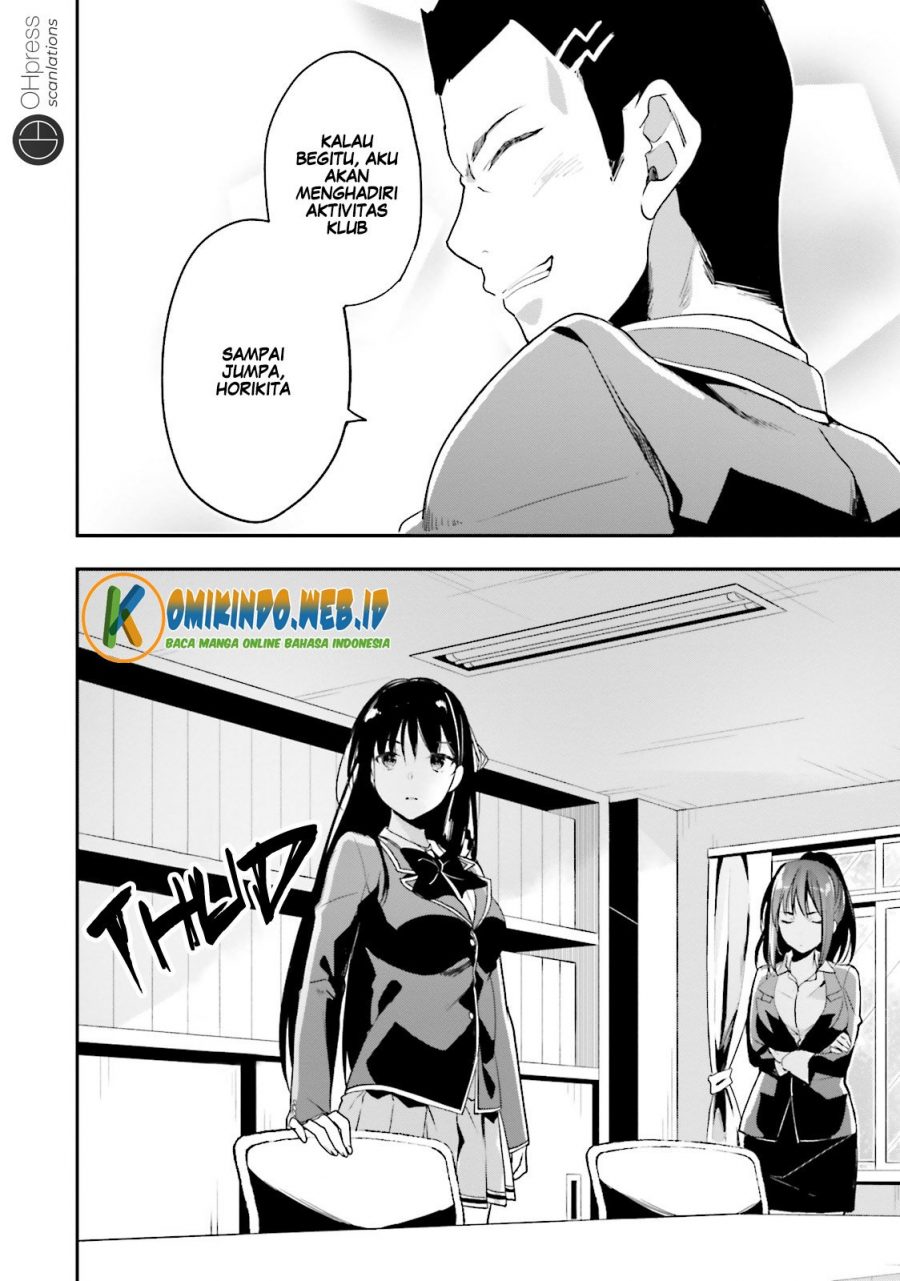 OHpress
scanlations
KALAU
BEGITU, AKU
AKAN
MENGHADIRI
AKTIVITAS
KLUB
SAMPAI
JUMPA,
HORIKITA
KOMIKINDO.WEB.ID
BACA MANGA ONLINE BAHASA INDONESIA
THUD